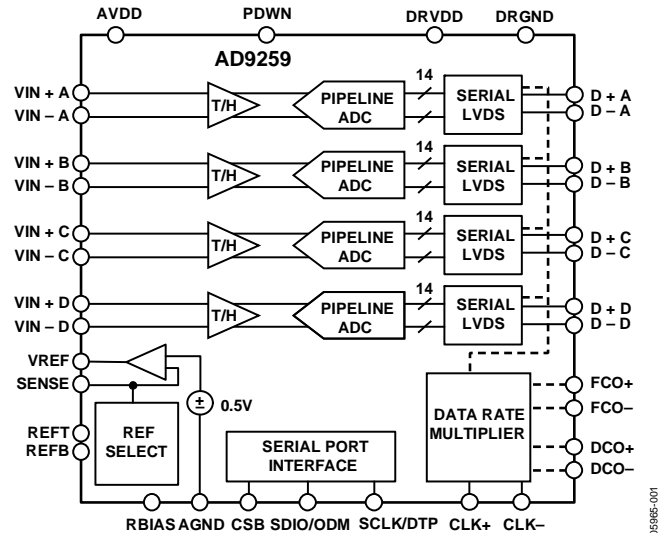 AVDD PDWN DRVDD DRGND
AD9259
VIN + A
VIN – A
T/H
PIPELINE
ADC
14
SERIAL
LVDS
D + A
D – A
VIN + B
VIN – B
T/H
PIPELINE
ADC
14
SERIAL
LVDS
D + B
D – B
VIN + C
VIN – C
T/H
PIPELINE
ADC
14
SERIAL
LVDS
D + C
D – C
VIN + D
VIN – D
T/H
PIPELINE
ADC
14
SERIAL
LVDS
D + D
D – D
VREF
SENSE
+
–
0.5V
REFT
REFB
REF
SELECT
SERIAL PORT
INTERFACE
DATA RATE
MULTIPLIER
FCO+
FCO–
DCO+
DCO–
RBIAS AGND CSB SDIO/ODM SCLK/DTP CLK+ CLK–
05965-001